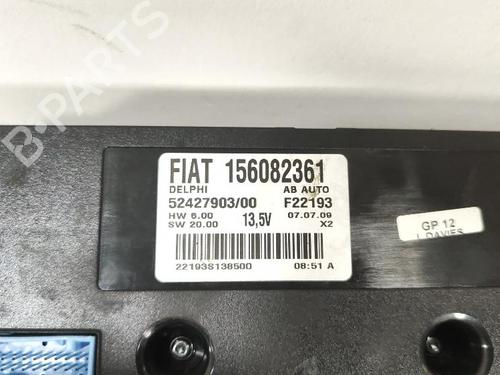 B-PARTS
FIAT 156082361
DELPHI AB AUTO
52427903/00 F22193
HW 6.00 13,5V 07.07.09
SW 20.00 X2
22193S138500 08:51 A
GP 12
J. DAVIES